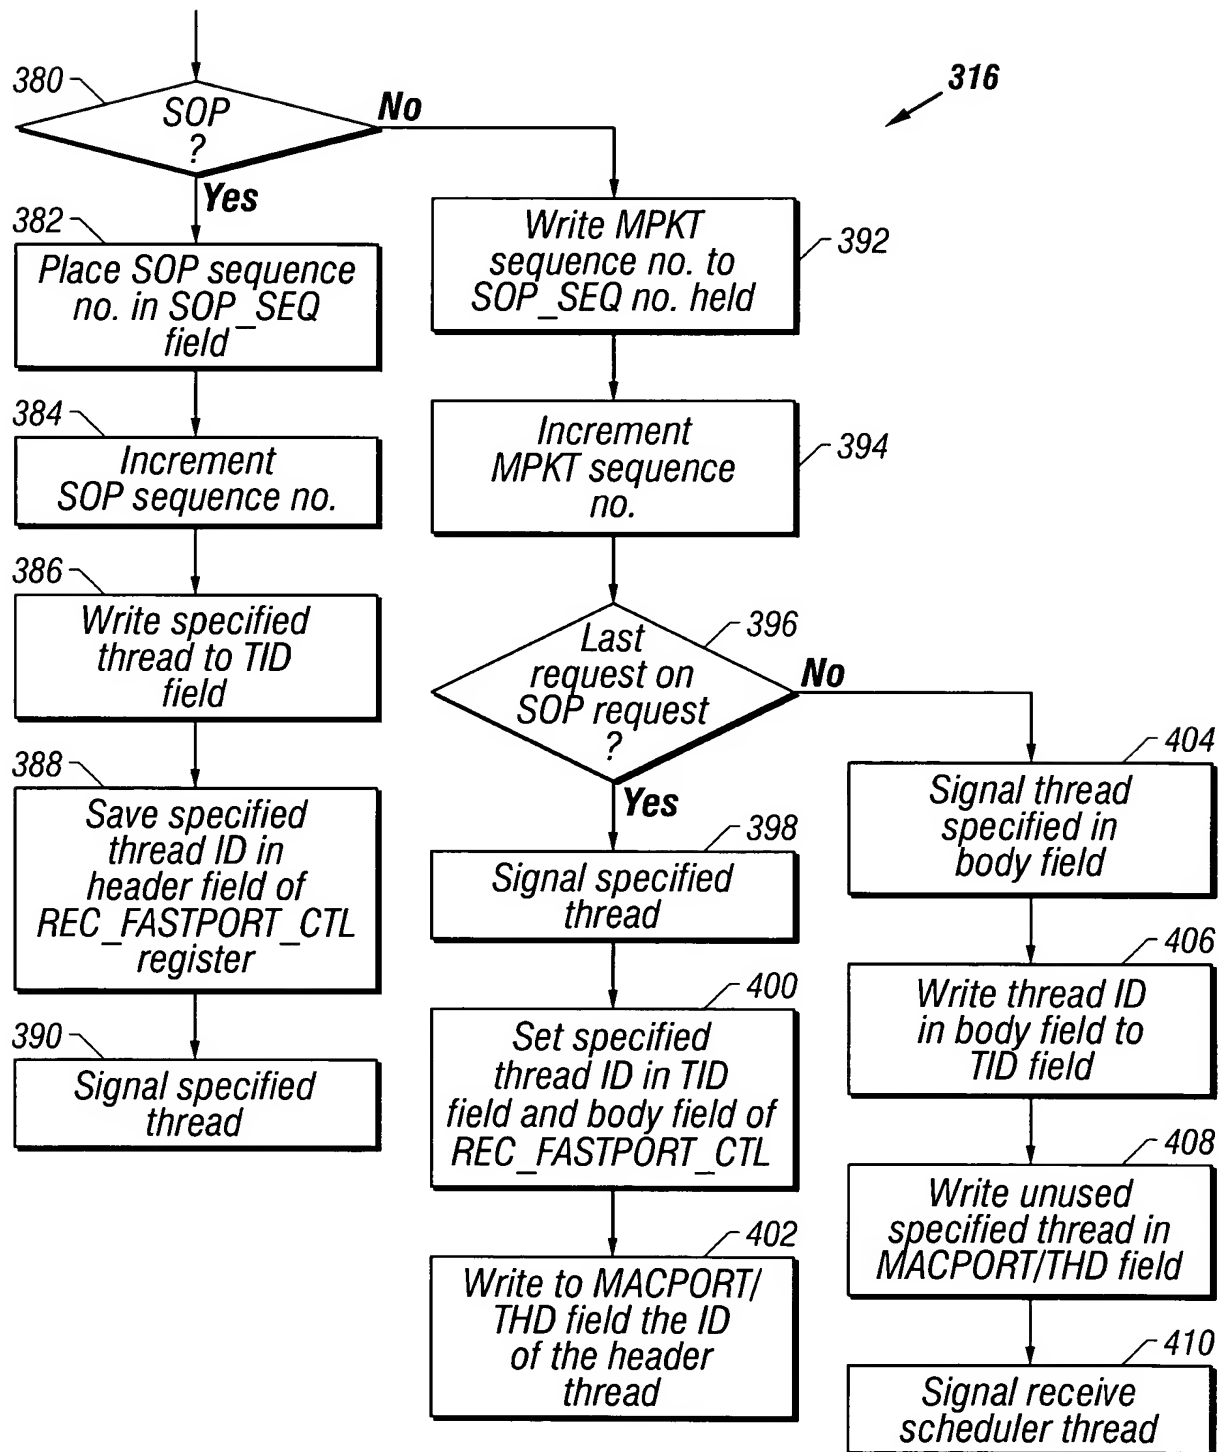 316
380
SOP
?
No
Yes
382
Place SOP sequence
no. in SOP_SEQ
field
384
Increment
SOP sequence no.
386
Write specified
thread to TID
field
388
Save specified
thread ID in
header field of
REC_FASTPORT_CTL
register
390
Signal specified
thread
Write MPKT
sequence no. to
SOP_SEQ no. held
392
Increment
MPKT sequence
no.
394
396
Last
request on
SOP request
?
No
Yes
398
Signal specified
thread
400
Set specified
thread ID in TID
field and body field of
REC_FASTPORT_CTL
402
Write to MACPORT/
THD field the ID
of the header
thread
404
Signal thread
specified in
body field
406
Write thread ID
in body field to
TID field
408
Write unused
specified thread in
MACPORT/THD field
410
Signal receive
scheduler thread